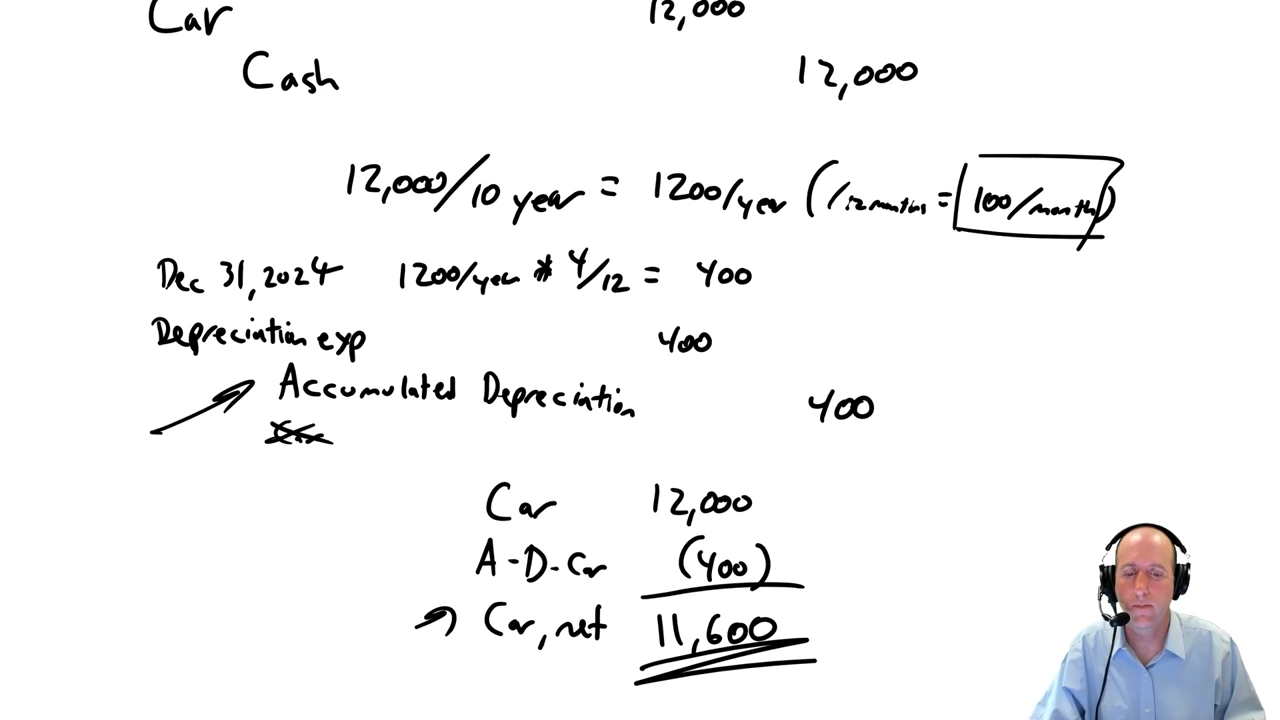 Car 12,000
Cash 12,000
12,000/10 year = 1200/year (/12 months = 100/month)
Dec 31, 2024 1200/year * 4/12 = 400
Depreciation exp 400
Accumulated Depreciation 400
Car 12,000
A-D-Car (400)
Car, net 11,600